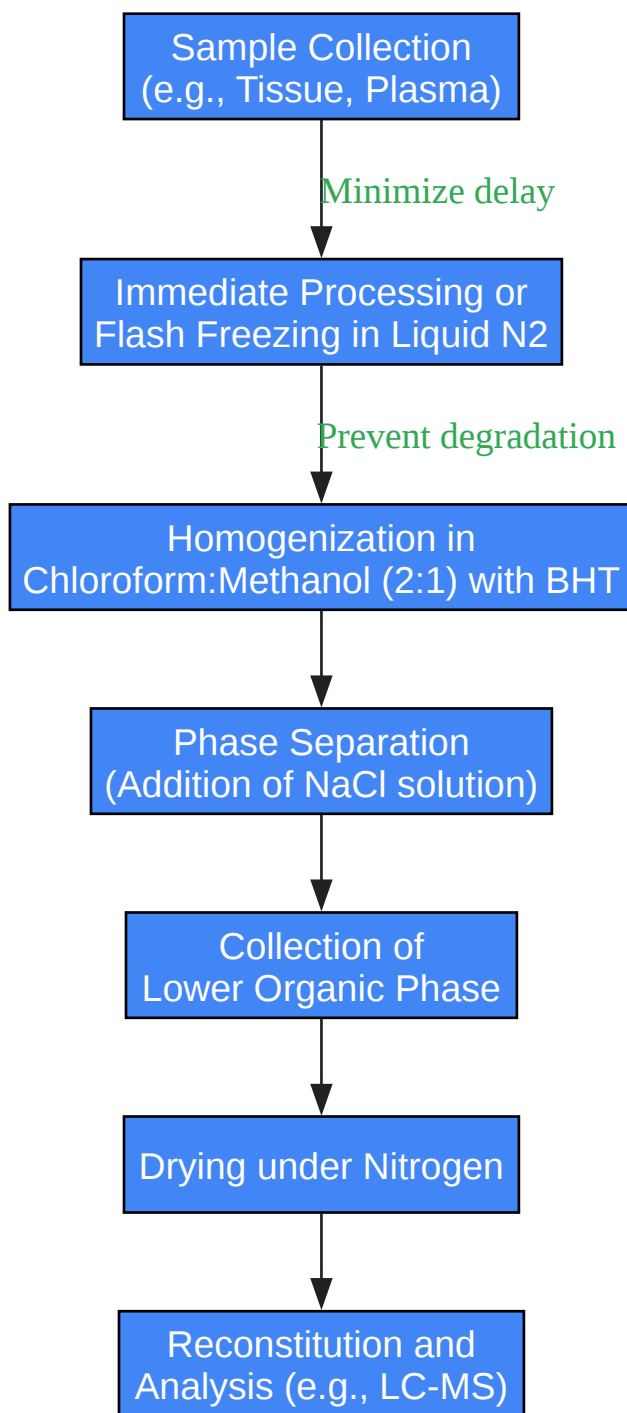 Sample Collection
(e.g., Tissue, Plasma)
Minimize delay
Immediate Processing or
Flash Freezing in Liquid N2
Prevent degradation
Homogenization in
Chloroform:Methanol (2:1) with BHT
Phase Separation
(Addition of NaCl solution)
Collection of
Lower Organic Phase
Drying under Nitrogen
Reconstitution and
Analysis (e.g., LC-MS)